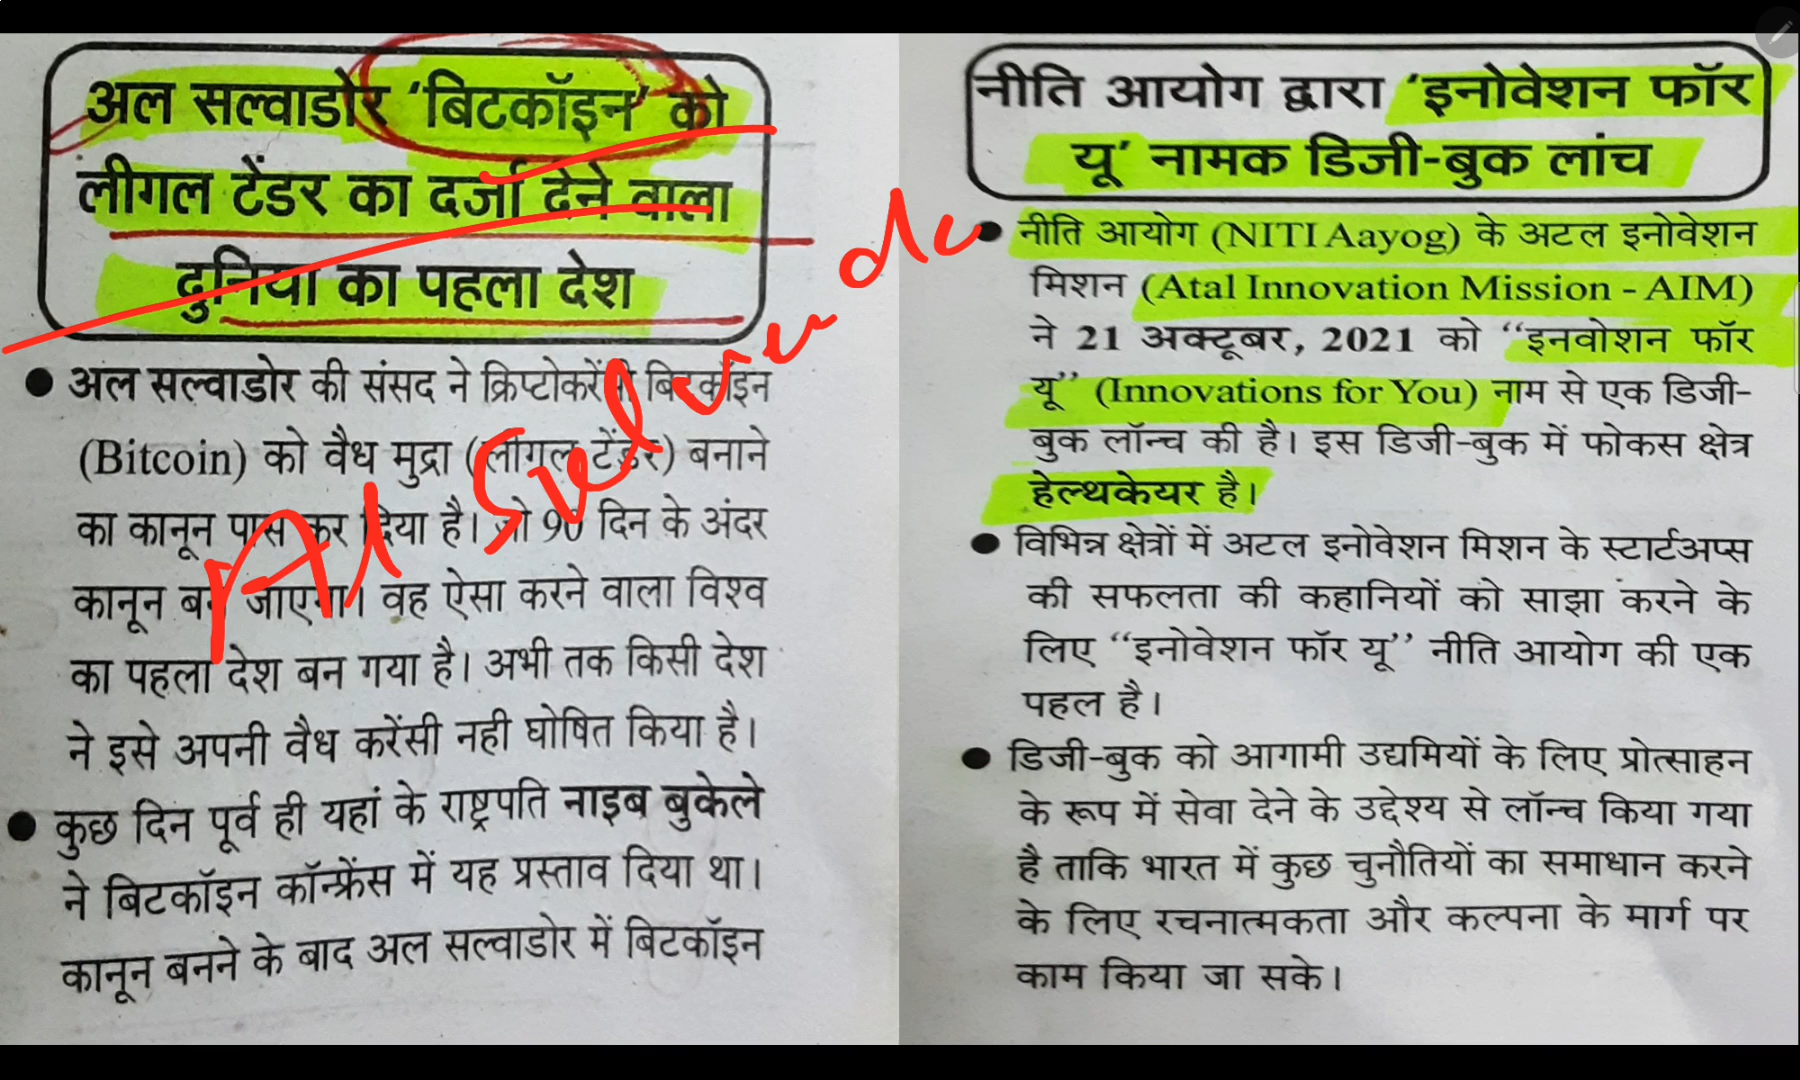 अल सल्वाडोर ‘बिटकॉइन’ को
लीगल टेंडर का दर्जा देने वाला
दुनिया का पहला देश
● अल सल्वाडोर की संसद ने क्रिप्टोकरेंसी बिटकॉइन
(Bitcoin) को वैध मुद्रा (लीगल टेंडर) बनाने
का कानून पास कर दिया है। जो 90 दिन के अंदर
कानून बन जाएगा। वह ऐसा करने वाला विश्व
का पहला देश बन गया है। अभी तक किसी देश
ने इसे अपनी वैध करेंसी नही घोषित किया है।
● कुछ दिन पूर्व ही यहां के राष्ट्रपति नाइब बुकेले
ने बिटकॉइन कॉन्फ्रेंस में यह प्रस्ताव दिया था।
कानून बनने के बाद अल सल्वाडोर में बिटकॉइन
Al
नीति आयोग द्वारा ‘इनोवेशन फॉर
यू’ नामक डिजी-बुक लांच
● नीति आयोग (NITI Aayog) के अटल इनोवेशन
मिशन (Atal Innovation Mission - AIM)
ने 21 अक्टूबर, 2021 को “इनवोशन फॉर
यू” (Innovations for You) नाम से एक डिजी-
बुक लॉन्च की है। इस डिजी-बुक में फोकस क्षेत्र
हेल्थकेयर है।
● विभिन्न क्षेत्रों में अटल इनोवेशन मिशन के स्टार्टअप्स
की सफलता की कहानियों को साझा करने के
लिए “इनोवेशन फॉर यू” नीति आयोग की एक
पहल है।
● डिजी-बुक को आगामी उद्यमियों के लिए प्रोत्साहन
के रूप में सेवा देने के उद्देश्य से लॉन्च किया गया
है ताकि भारत में कुछ चुनौतियों का समाधान करने
के लिए रचनात्मकता और कल्पना के मार्ग पर
काम किया जा सके।